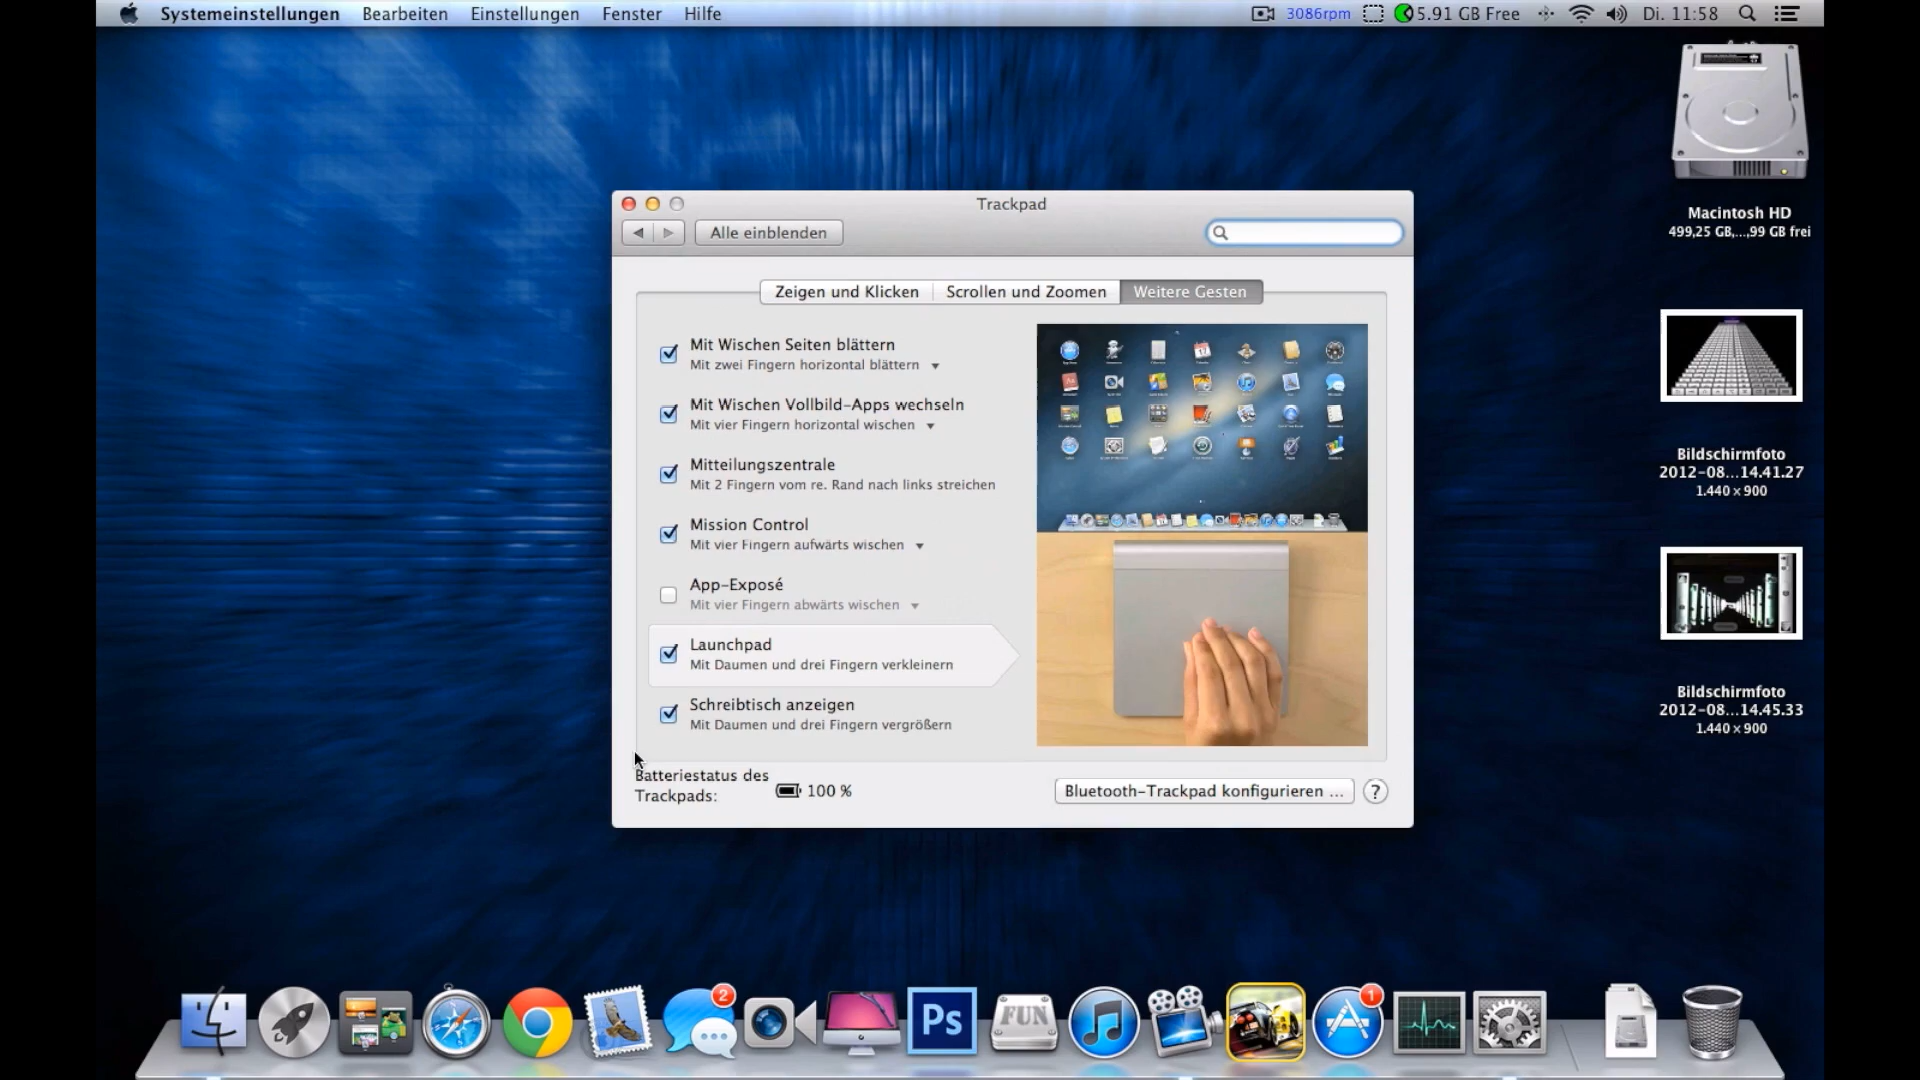 Systemeinstellungen Bearbeiten Einstellungen Fenster Hilfe 3086rpm 5.91 GB Free Di. 11:58
Trackpad
Alle einblenden
Zeigen und Klicken Scrollen und Zoomen Weitere Gesten
Mit Wischen Seiten blättern
Mit zwei Fingern horizontal blättern
Mit Wischen Vollbild-Apps wechseln
Mit vier Fingern horizontal wischen
Mitteilungszentrale
Mit 2 Fingern vom re. Rand nach links streichen
Mission Control
Mit vier Fingern aufwärts wischen
App-Exposé
Mit vier Fingern abwärts wischen
Launchpad
Mit Daumen und drei Fingern verkleinern
Schreibtisch anzeigen
Mit Daumen und drei Fingern vergrößern
Batteriestatus des
Trackpads:
100 %
Bluetooth-Trackpad konfigurieren ...
?
Macintosh HD
499,25 GB,...,99 GB frei
Bildschirmfoto
2012-08...14.41.27
1.440 × 900
Bildschirmfoto
2012-08...14.45.33
1.440 × 900
2
Ps
FUN
1